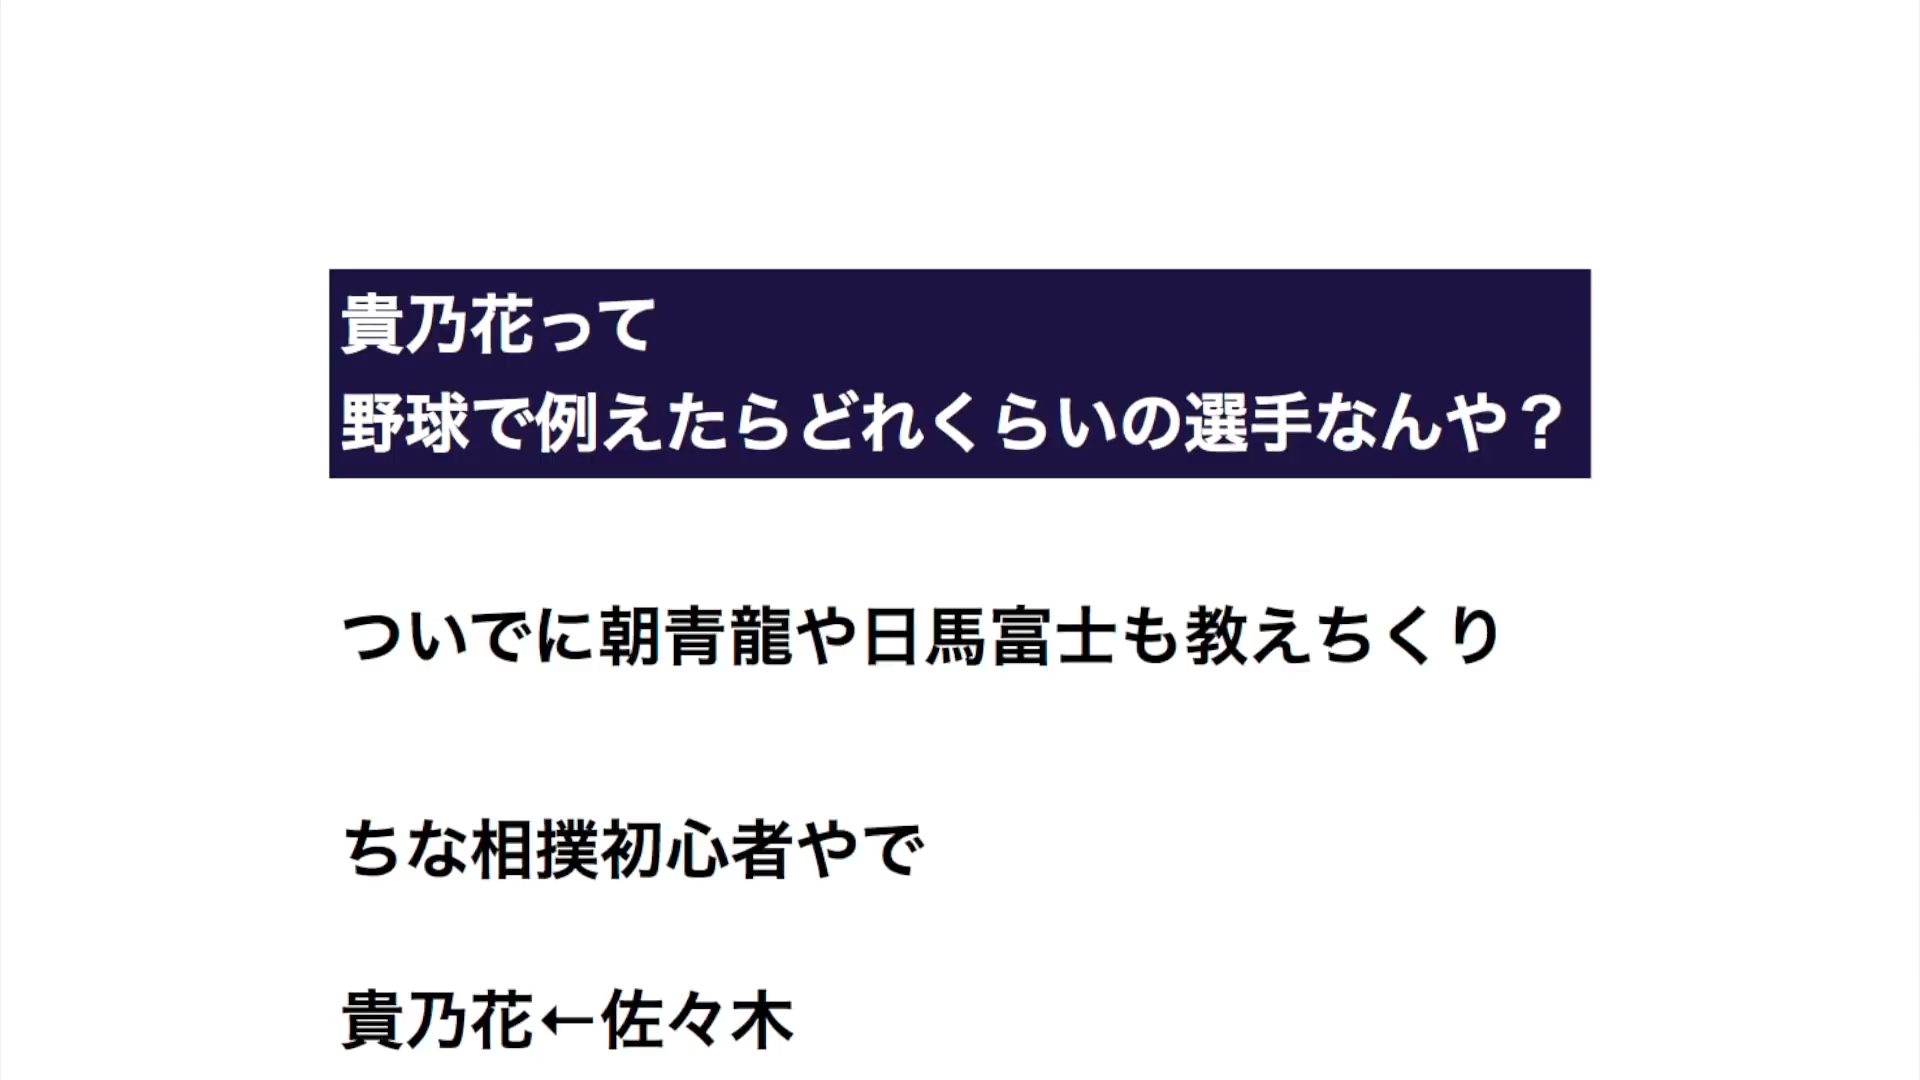 貴乃花って
野球で例えたらどれくらいの選手なんや？
ついでに朝青龍や日馬富士も教えちくり
ちな相撲初心者やで
貴乃花←佐々木